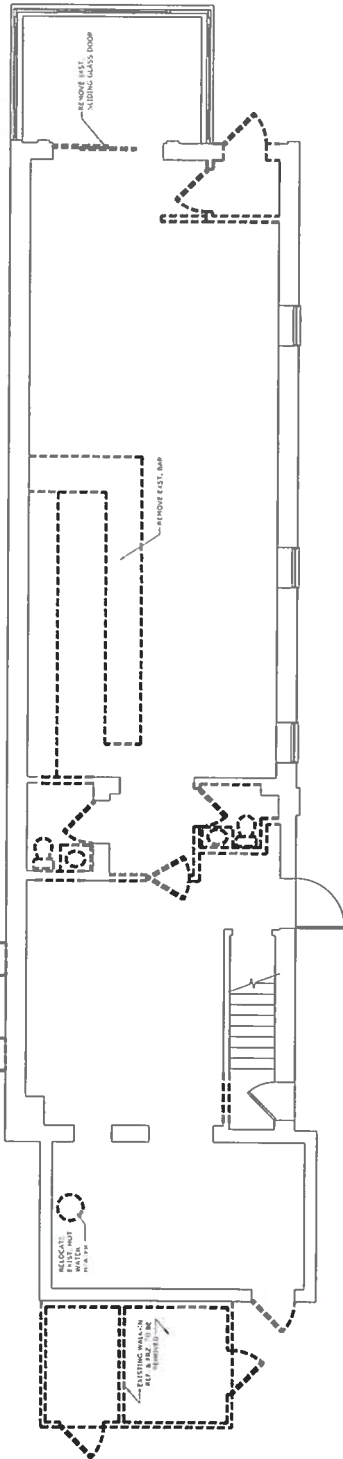 REMOVE EXST.
SLIDING GLASS DOOR
REMOVE EXST. BAR
RELOCATE
EXIST. HOT
WATER
HEATER
EXISTING WALK-IN
REF. & FRZ. TO BE
REMOVED